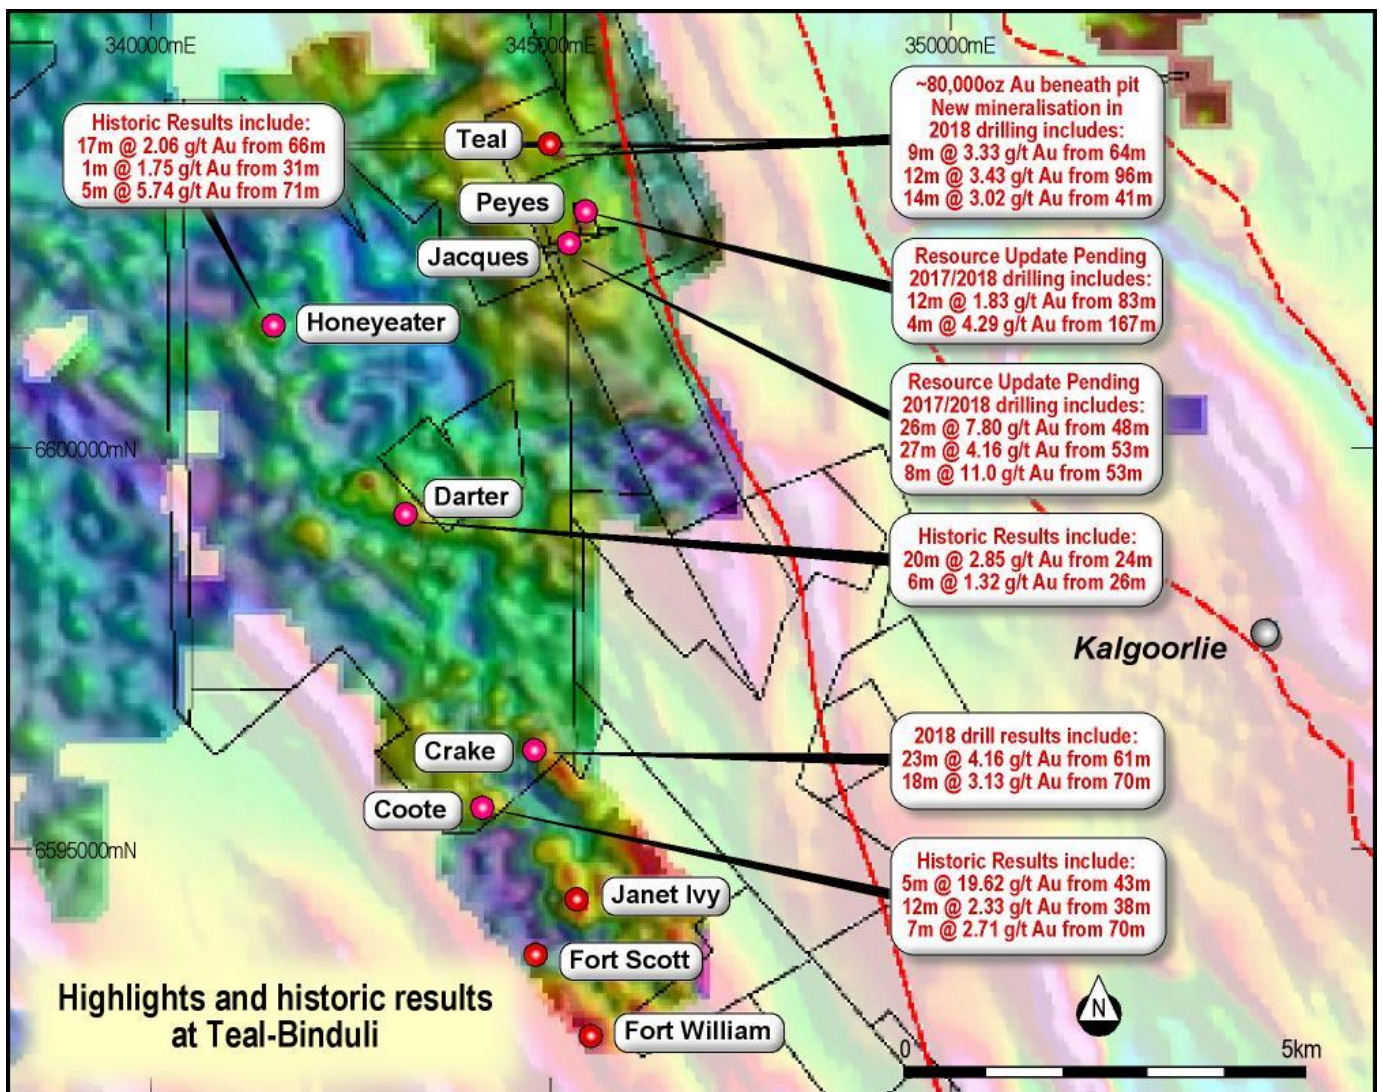 340000mE
345000mE
350000mE
Historic Results include:
17m @ 2.06 g/t Au from 66m
1m @ 1.75 g/t Au from 31m
5m @ 5.74 g/t Au from 71m
Teal
~80,000oz Au beneath pit
New mineralisation in
2018 drilling includes:
9m @ 3.33 g/t Au from 64m
12m @ 3.43 g/t Au from 96m
14m @ 3.02 g/t Au from 41m
Peyes
Jacques
Resource Update Pending
2017/2018 drilling includes:
12m @ 1.83 g/t Au from 83m
4m @ 4.29 g/t Au from 167m
Honeyeater
Resource Update Pending
2017/2018 drilling includes:
26m @ 7.80 g/t Au from 48m
27m @ 4.16 g/t Au from 53m
8m @ 11.0 g/t Au from 53m
6600000mN
Darter
Historic Results include:
20m @ 2.85 g/t Au from 24m
6m @ 1.32 g/t Au from 26m
Kalgoorlie
Crake
2018 drill results include:
23m @ 4.16 g/t Au from 61m
18m @ 3.13 g/t Au from 70m
Coote
6595000mN
Historic Results include:
5m @ 19.62 g/t Au from 43m
12m @ 2.33 g/t Au from 38m
7m @ 2.71 g/t Au from 70m
Janet Ivy
Fort Scott
Fort William
Highlights and historic results
at Teal-Binduli
N
0
5km